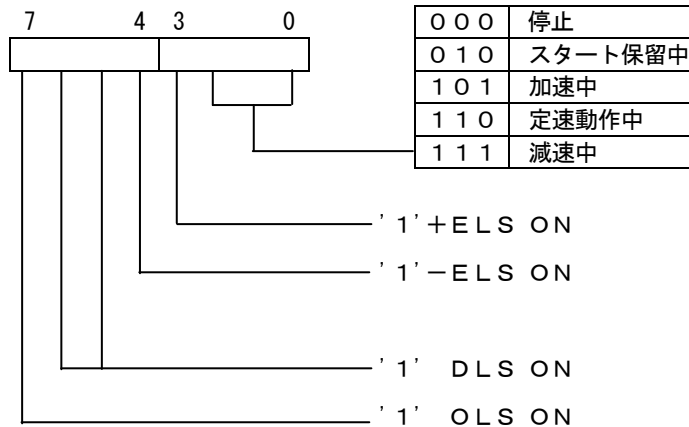 7 4 3 0
０００ 停止
０１０ スタート保留中
１０１ 加速中
１１０ 定速動作中
１１１ 減速中
'１'＋ＥＬＳ ＯＮ
'１'－ＥＬＳ ＯＮ
'１' ＤＬＳ ＯＮ
'１' ＯＬＳ ＯＮ